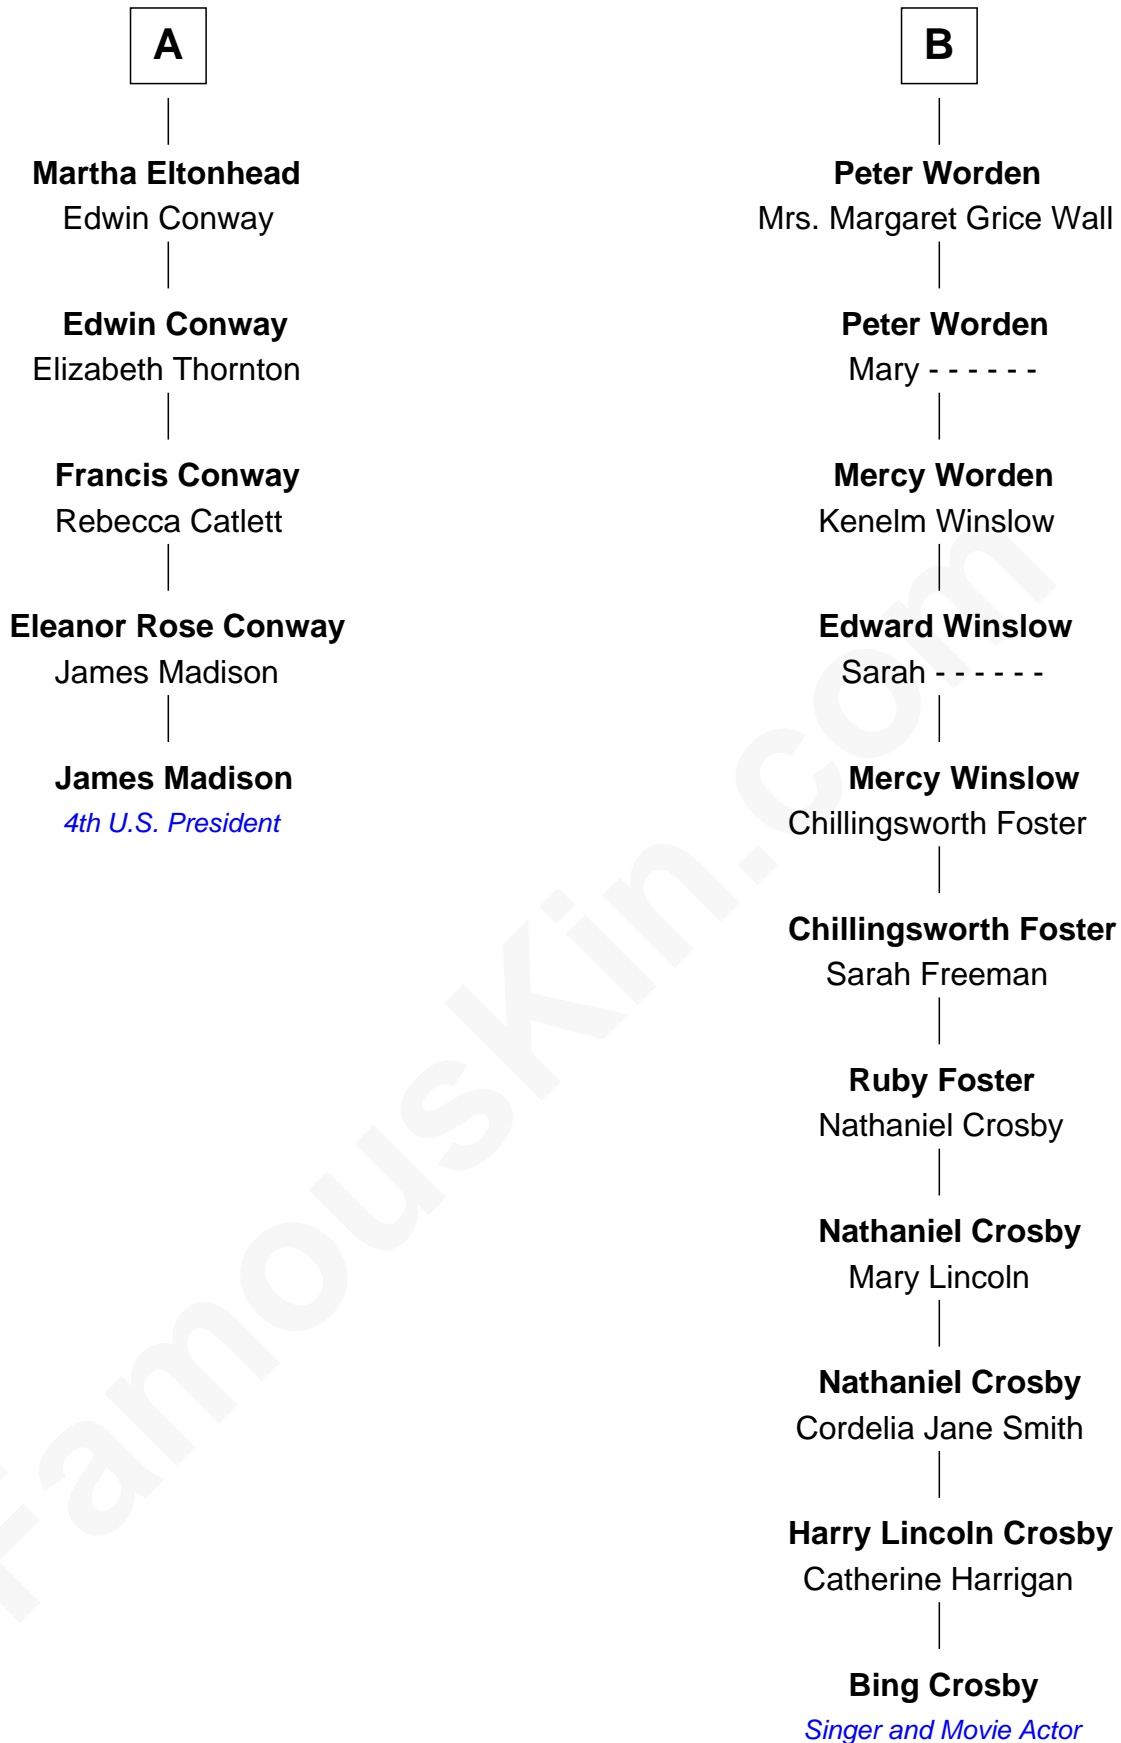 A
Martha Eltonhead
Edwin Conway
Edwin Conway
Elizabeth Thornton
Francis Conway
Rebecca Catlett
Eleanor Rose Conway
James Madison
James Madison
4th U.S. President
B
Peter Worden
Mrs. Margaret Grice Wall
Peter Worden
Mary - - - - - -
Mercy Worden
Kenelm Winslow
Edward Winslow
Sarah - - - - - -
Mercy Winslow
Chillingsworth Foster
Chillingsworth Foster
Sarah Freeman
Ruby Foster
Nathaniel Crosby
Nathaniel Crosby
Mary Lincoln
Nathaniel Crosby
Cordelia Jane Smith
Harry Lincoln Crosby
Catherine Harrigan
Bing Crosby
Singer and Movie Actor
FamousKin.com